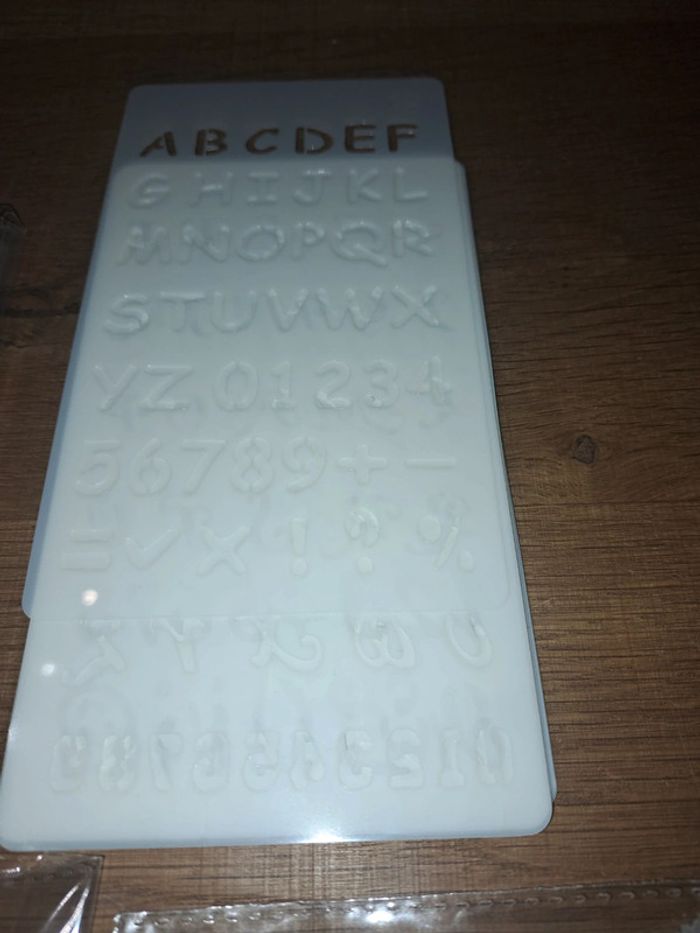 ABCDEF
GHIJKL
MNOPQR
STUVWX
YZ01234
56789+-
=✓×!?%